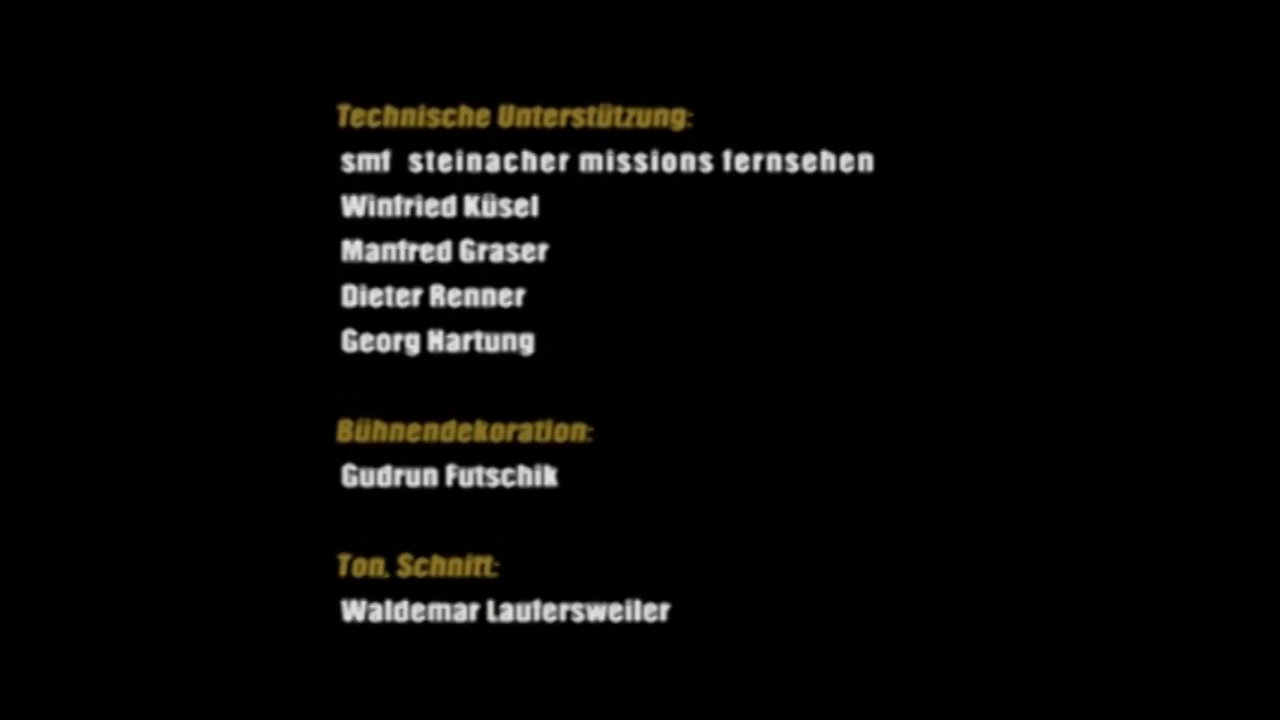 Technische Unterstützung:
smf steinacher missions fernsehen
Winfried Küsel
Manfred Graser
Dieter Renner
Georg Hartung
Bühnendekoration:
Gudrun Futschik
Ton, Schnitt:
Waldemar Laufersweiler